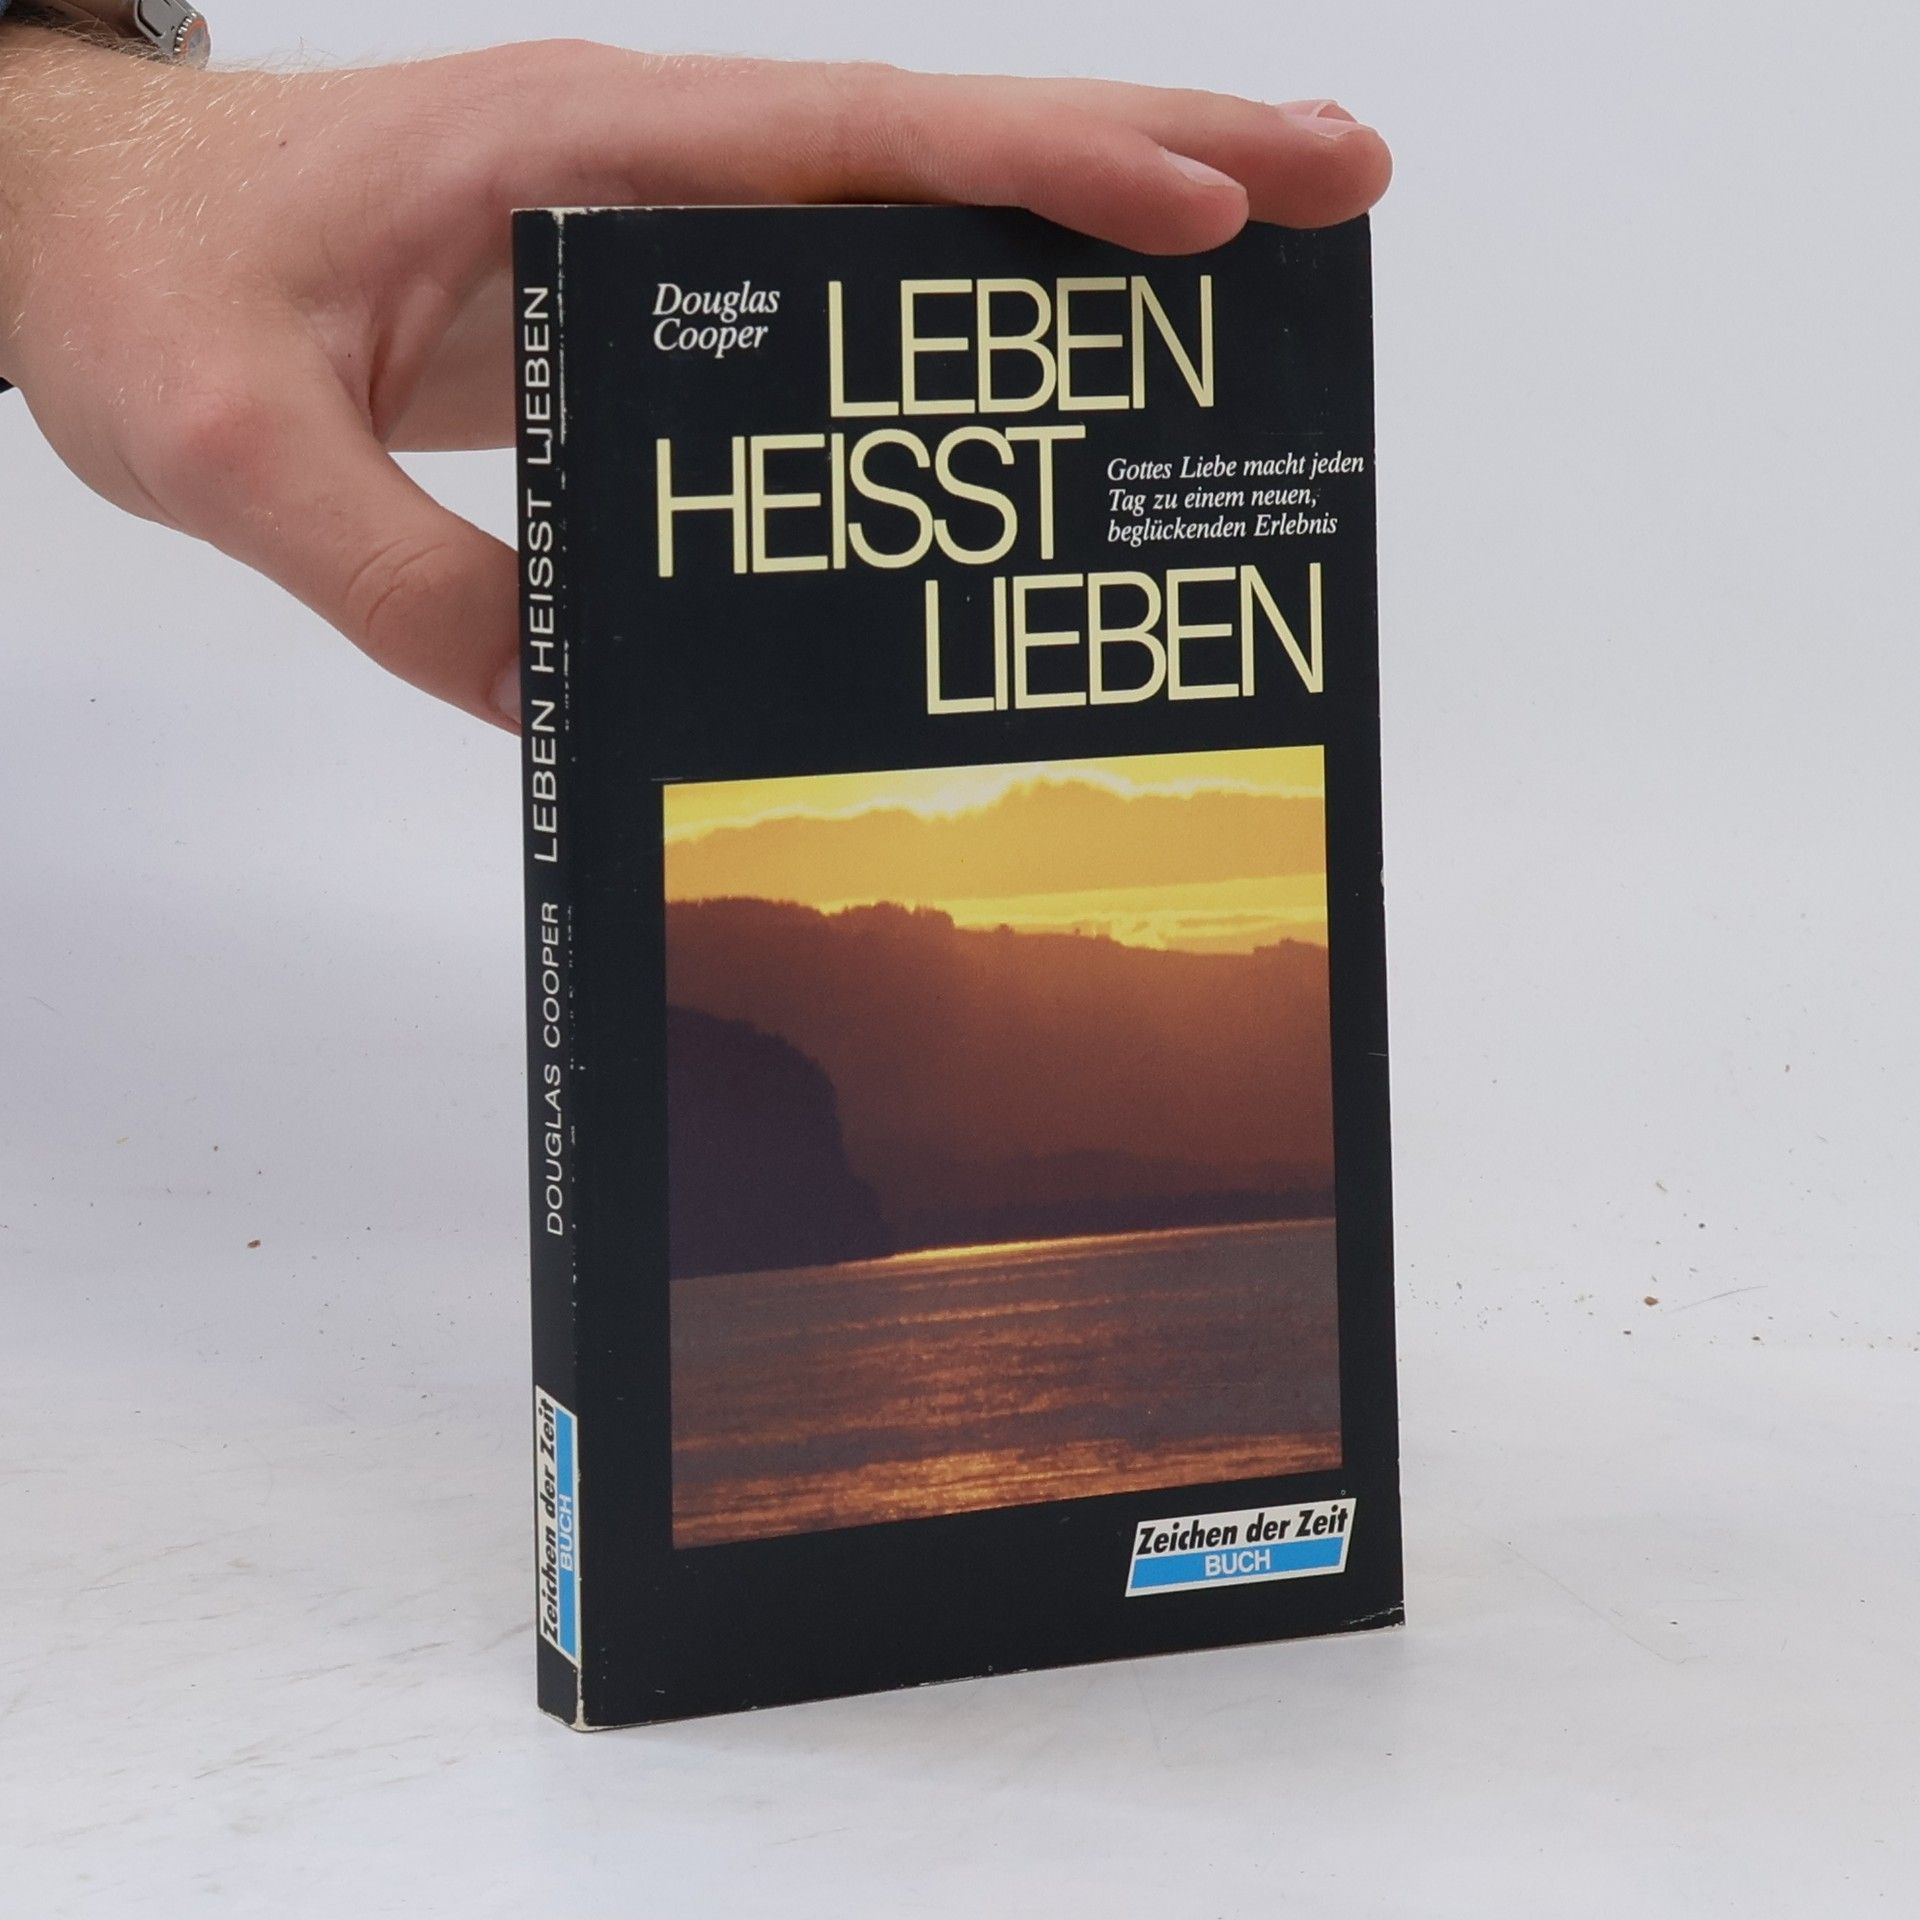 Douglas
Cooper
LEBEN
HEISST
LIEBEN
Gottes Liebe macht jeden
Tag zu einem neuen,
beglückenden Erlebnis
Zeichen der Zeit
BUCH
DOUGLAS COOPER LEBEN HEISST LIEBEN
Zeichen der Zeit
BUCH